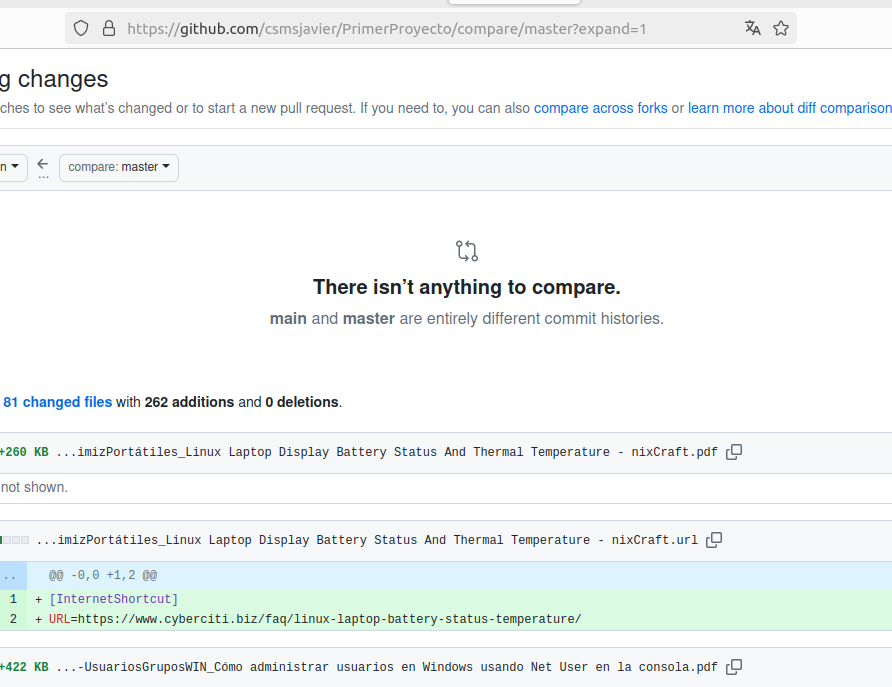 https://github.com/csmsjavier/PrimerProyecto/compare/master?expand=1
g changes
ches to see what's changed or to start a new pull request. If you need to, you can also compare across forks or learn more about diff comparison
n
...
compare: master
There isn't anything to compare.
main and master are entirely different commit histories.
81 changed files with 262 additions and 0 deletions.
+260 KB ...imizPortátiles_Linux Laptop Display Battery Status And Thermal Temperature - nixCraft.pdf
not shown.
...imizPortátiles_Linux Laptop Display Battery Status And Thermal Temperature - nixCraft.url
.. @@ -0,0 +1,2 @@
1 + [InternetShortcut]
2 + URL=https://www.cyberciti.biz/faq/linux-laptop-battery-status-temperature/
+422 KB ...-UsuariosGruposWIN_Cómo administrar usuarios en Windows usando Net User en la consola.pdf